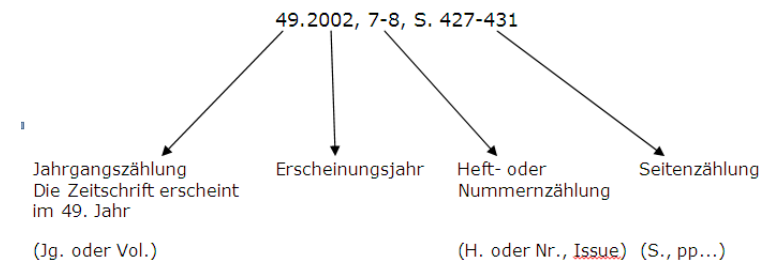 49.2002, 7-8, S. 427-431
Jahrgangszählung
Die Zeitschrift erscheint
im 49. Jahr
(Jg. oder Vol.)
Erscheinungsjahr
Heft- oder
Nummernzählung
(H. oder Nr., Issue)
Seitenzählung
(S., pp...)